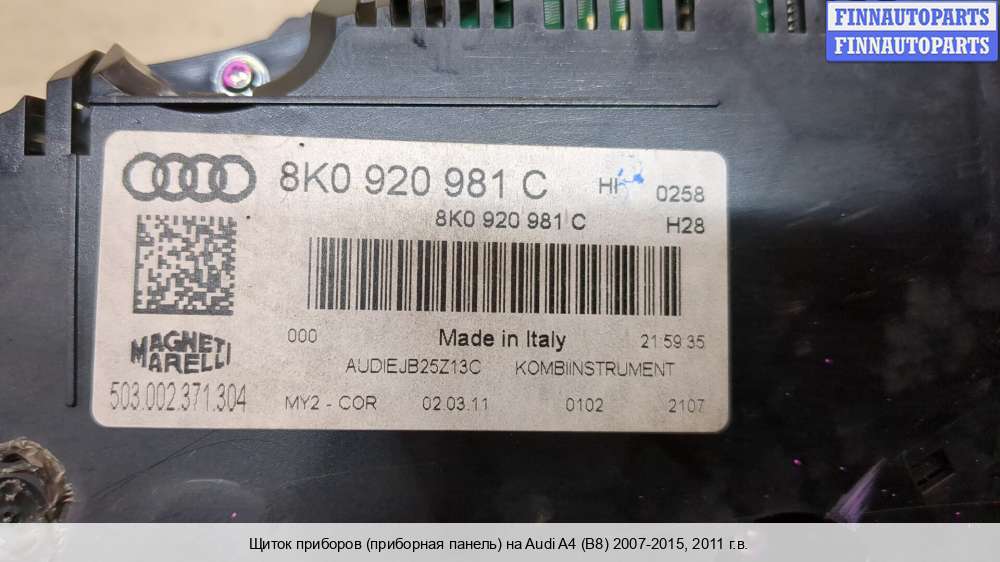 FINNAUTOPARTS
FINNAUTOPARTS
8K0 920 981 C
0258
8K0 920 981 C H28
000 Made in Italy 21 59 35
MAGNETI
MARELLI
AUDIEJB25Z13C KOMBIINSTRUMENT
503.002.371.304 MY2 - COR 02.03.11 0102 2107
Щиток приборов (приборная панель) на Audi A4 (B8) 2007-2015, 2011 г.в.